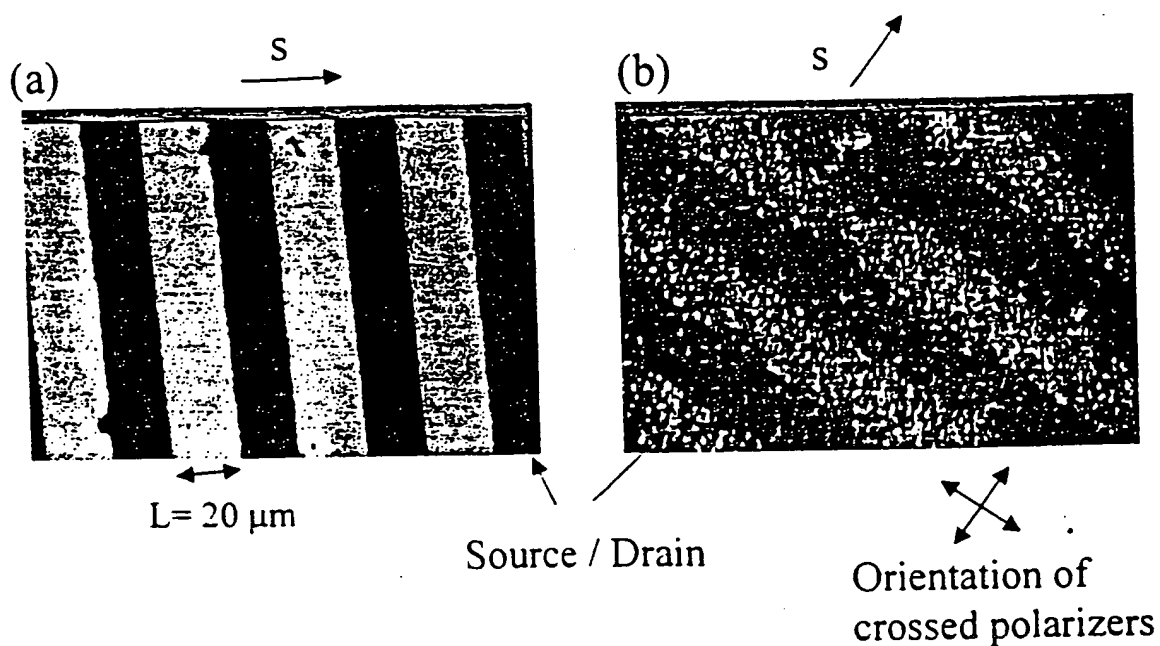 (a)
S
(b)
S
L= 20 μm
Source / Drain
Orientation of
crossed polarizers